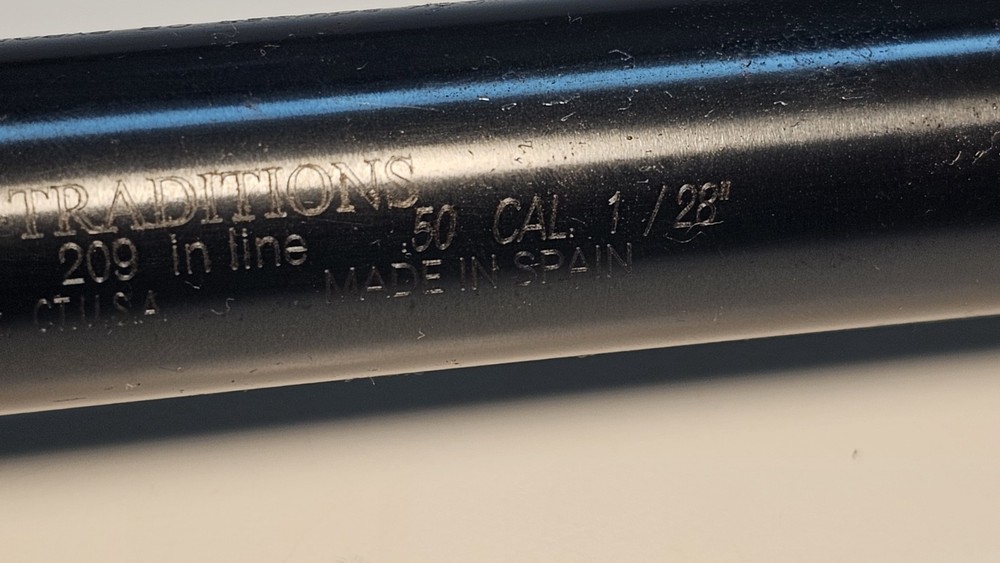 TRADITIONS
209 in line
CT. U.S.A.
.50 CAL. 1/28"
MADE IN SPAIN